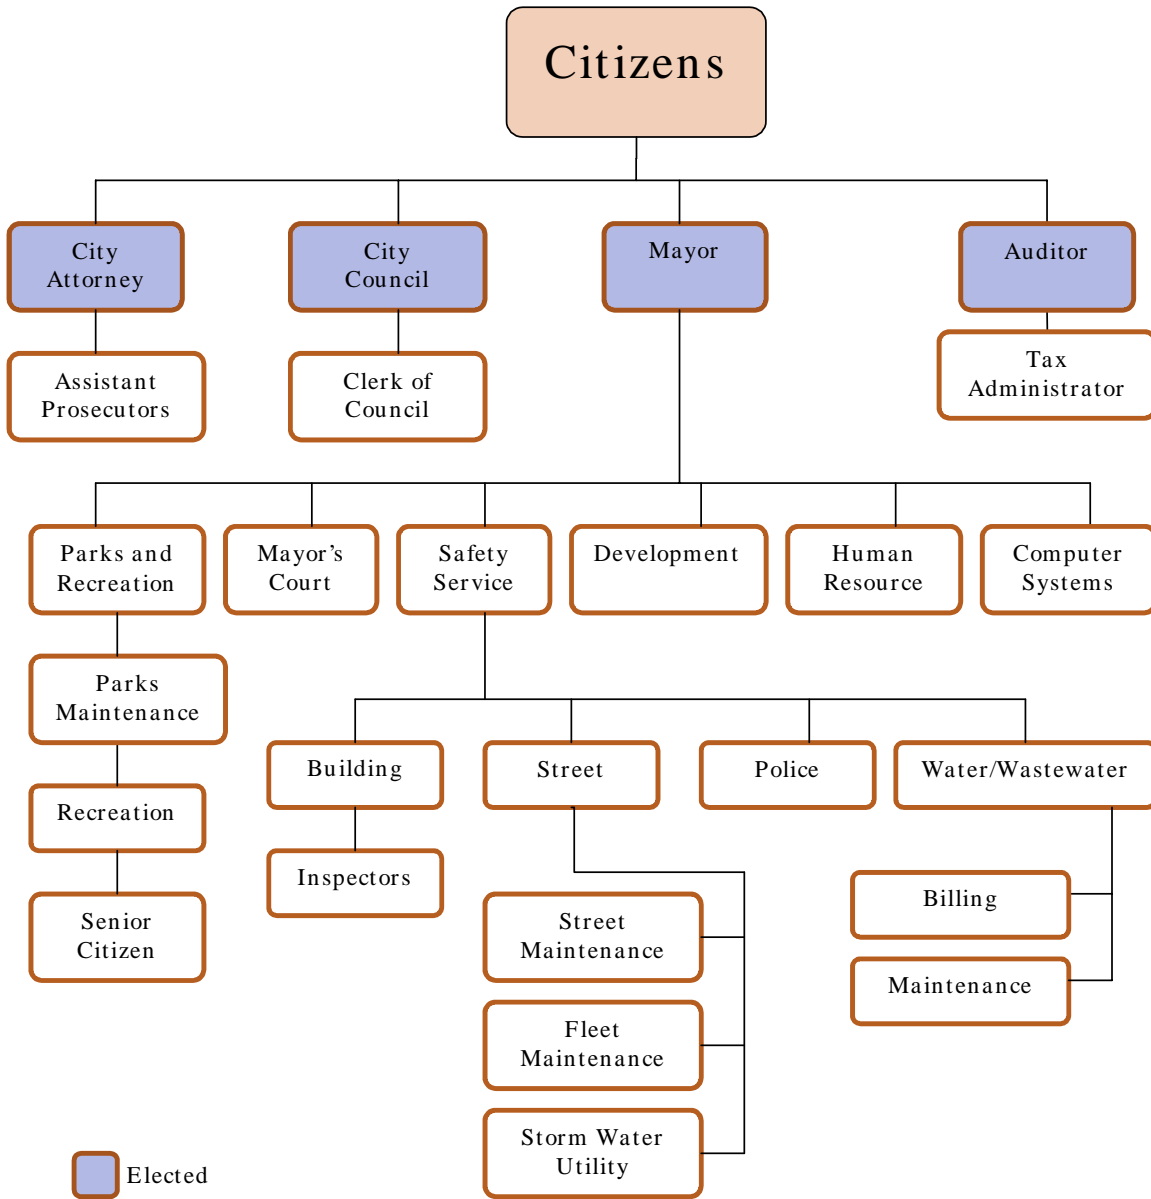 Citizens
City
Attorney
City
Council
Mayor
Auditor
Assistant
Prosecutors
Clerk of
Council
Tax
Administrator
Parks and
Recreation
Mayor’s
Court
Safety
Service
Development
Human
Resource
Computer
Systems
Parks
Maintenance
Building
Street
Police
Water/Wastewater
Recreation
Inspectors
Senior
Citizen
Street
Maintenance
Billing
Maintenance
Fleet
Maintenance
Storm Water
Utility
Elected